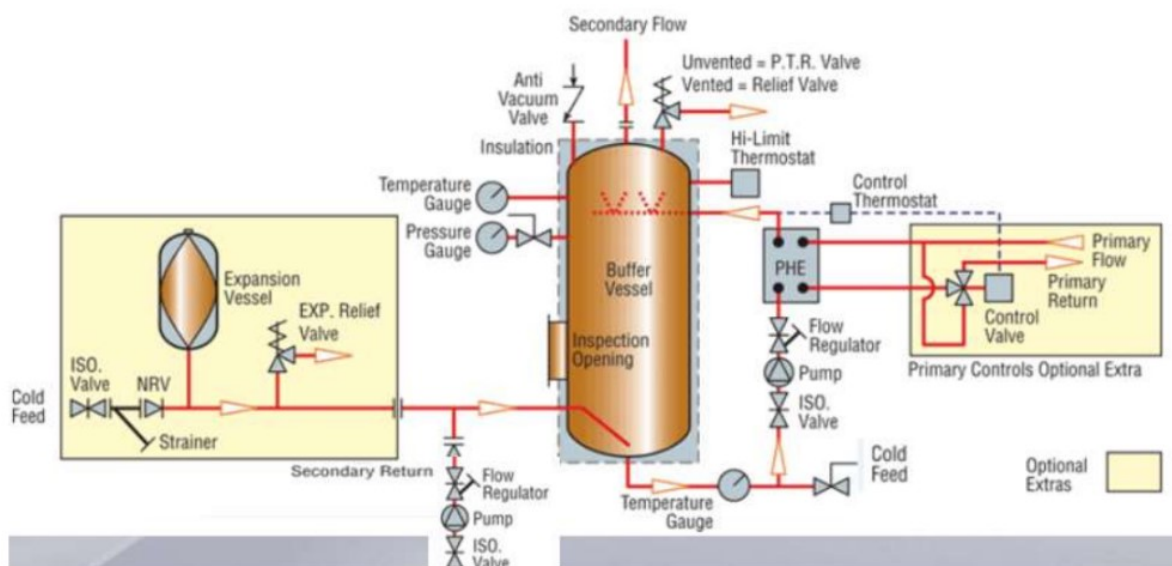 Secondary Flow
Unvented = P.T.R. Valve
Vented = Relief Valve
Anti
Vacuum
Valve
Insulation
Hi-Limit
Thermostat
Temperature
Gauge
Control
Thermostat
Pressure
Gauge
Primary
Flow
Primary
Return
Control
Valve
Primary Controls Optional Extra
PHE
Buffer
Vessel
Expansion
Vessel
EXP. Relief
Valve
Inspection
Opening
Flow
Regulator
Pump
ISO.
Valve
ISO.
Valve
NRV
Cold
Feed
Strainer
Secondary Return
Flow
Regulator
Pump
ISO.
Valve
Temperature
Gauge
Cold
Feed
Optional
Extras